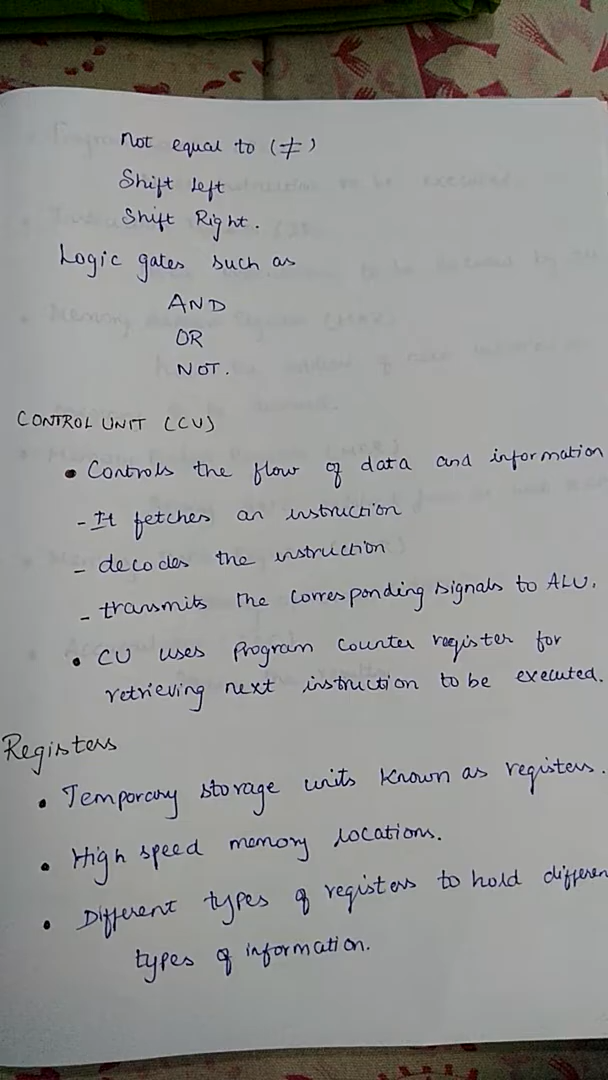 Not equal to (≠)
Shift left
Shift Right.
Logic gates such as
AND
OR
NOT.
CONTROL UNIT (CU)
• Controls the flow of data and information
- It fetches an instruction
- decodes the instruction
- transmits the corresponding signals to ALU.
• CU uses program counter register for
retrieving next instruction to be executed.
Registers
• Temporary storage units known as registers.
• High speed memory locations.
• Different types of registers to hold differen
types of information.